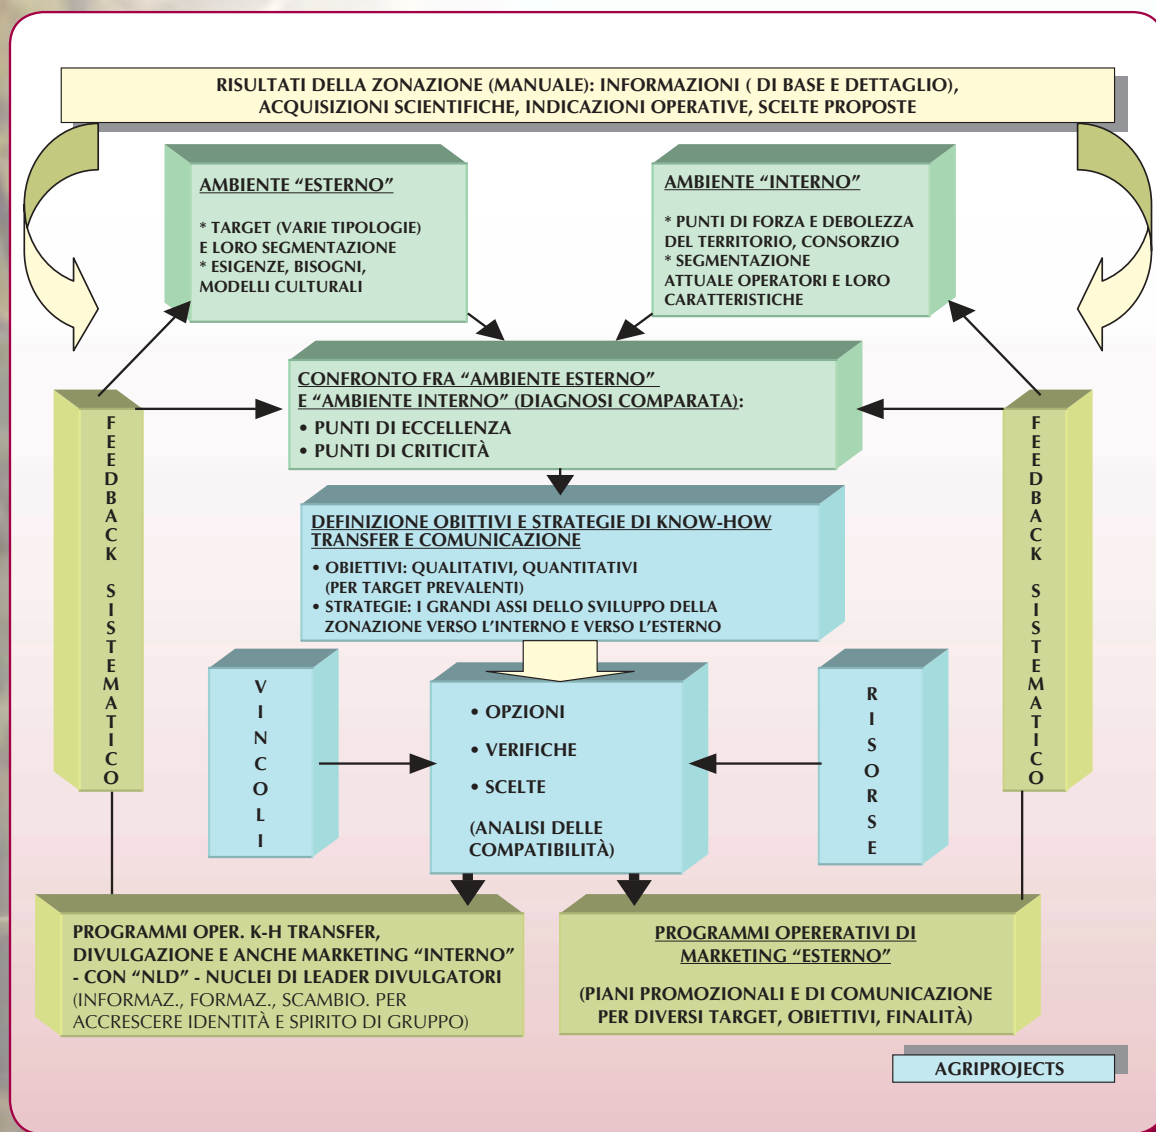 RISULTATI DELLA ZONAZIONE (MANUALE): INFORMAZIONI ( DI BASE E DETTAGLIO),
ACQUISIZIONI SCIENTIFICHE, INDICAZIONI OPERATIVE, SCELTE PROPOSTE
AMBIENTE “ESTERNO”
* TARGET (VARIE TIPOLOGIE)
E LORO SEGMENTAZIONE
* ESIGENZE, BISOGNI,
MODELLI CULTURALI
AMBIENTE “INTERNO”
* PUNTI DI FORZA E DEBOLEZZA
DEL TERRITORIO, CONSORZIO
* SEGMENTAZIONE
ATTUALE OPERATORI E LORO
CARATTERISTICHE
CONFRONTO FRA “AMBIENTE ESTERNO”
E “AMBIENTE INTERNO” (DIAGNOSI COMPARATA):
• PUNTI DI ECCELLENZA
• PUNTI DI CRITICITÀ
FEEDBACK SISTEMATICO
FEEDBACK SISTEMATICO
DEFINIZIONE OBITTIVI E STRATEGIE DI KNOW-HOW
TRANSFER E COMUNICAZIONE
• OBIETTIVI: QUALITATIVI, QUANTITATIVI
(PER TARGET PREVALENTI)
• STRATEGIE: I GRANDI ASSI DELLO SVILUPPO DELLA
ZONAZIONE VERSO L’INTERNO E VERSO L’ESTERNO
VINCOLI
• OPZIONI
• VERIFICHE
• SCELTE
(ANALISI DELLE
COMPATIBILITÀ)
RISORSE
PROGRAMMI OPER. K-H TRANSFER,
DIVULGAZIONE E ANCHE MARKETING “INTERNO”
- CON “NLD” - NUCLEI DI LEADER DIVULGATORI
(INFORMAZ., FORMAZ., SCAMBIO. PER
ACCRESCERE IDENTITÀ E SPIRITO DI GRUPPO)
PROGRAMMI OPERERATIVI DI
MARKETING “ESTERNO”
(PIANI PROMOZIONALI E DI COMUNICAZIONE
PER DIVERSI TARGET, OBIETTIVI, FINALITÀ)
AGRIPROJECTS